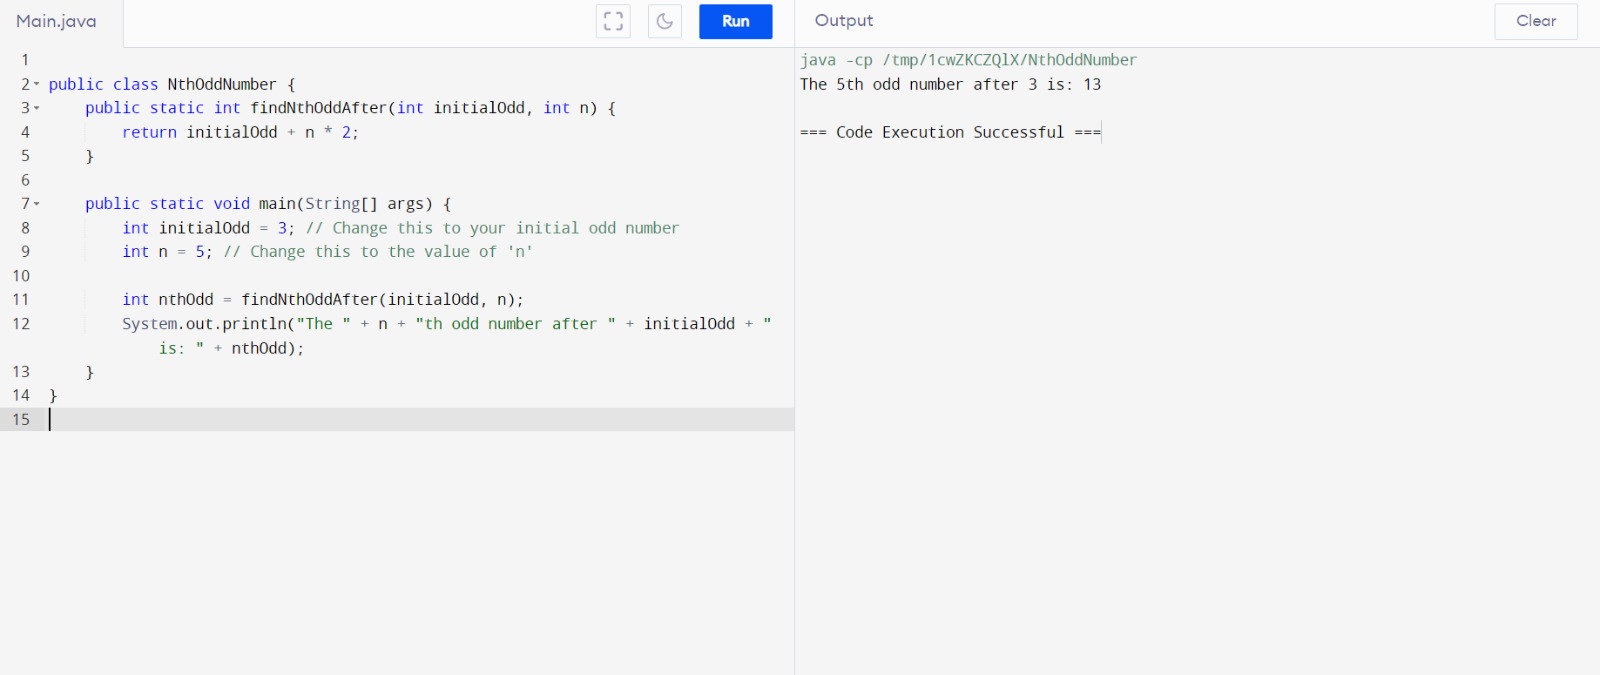 Main.java
Run
Output
Clear
1
2 public class NthOddNumber {
3     public static int findNthOddAfter(int initialOdd, int n) {
4         return initialOdd + n * 2;
5     }
6
7     public static void main(String[] args) {
8         int initialOdd = 3; // Change this to your initial odd number
9         int n = 5; // Change this to the value of 'n'
10
11         int nthOdd = findNthOddAfter(initialOdd, n);
12         System.out.println("The " + n + "th odd number after " + initialOdd + "
is: " + nthOdd);
13     }
14 }
15
java -cp /tmp/1cwZKCZQlX/NthOddNumber
The 5th odd number after 3 is: 13
=== Code Execution Successful ===